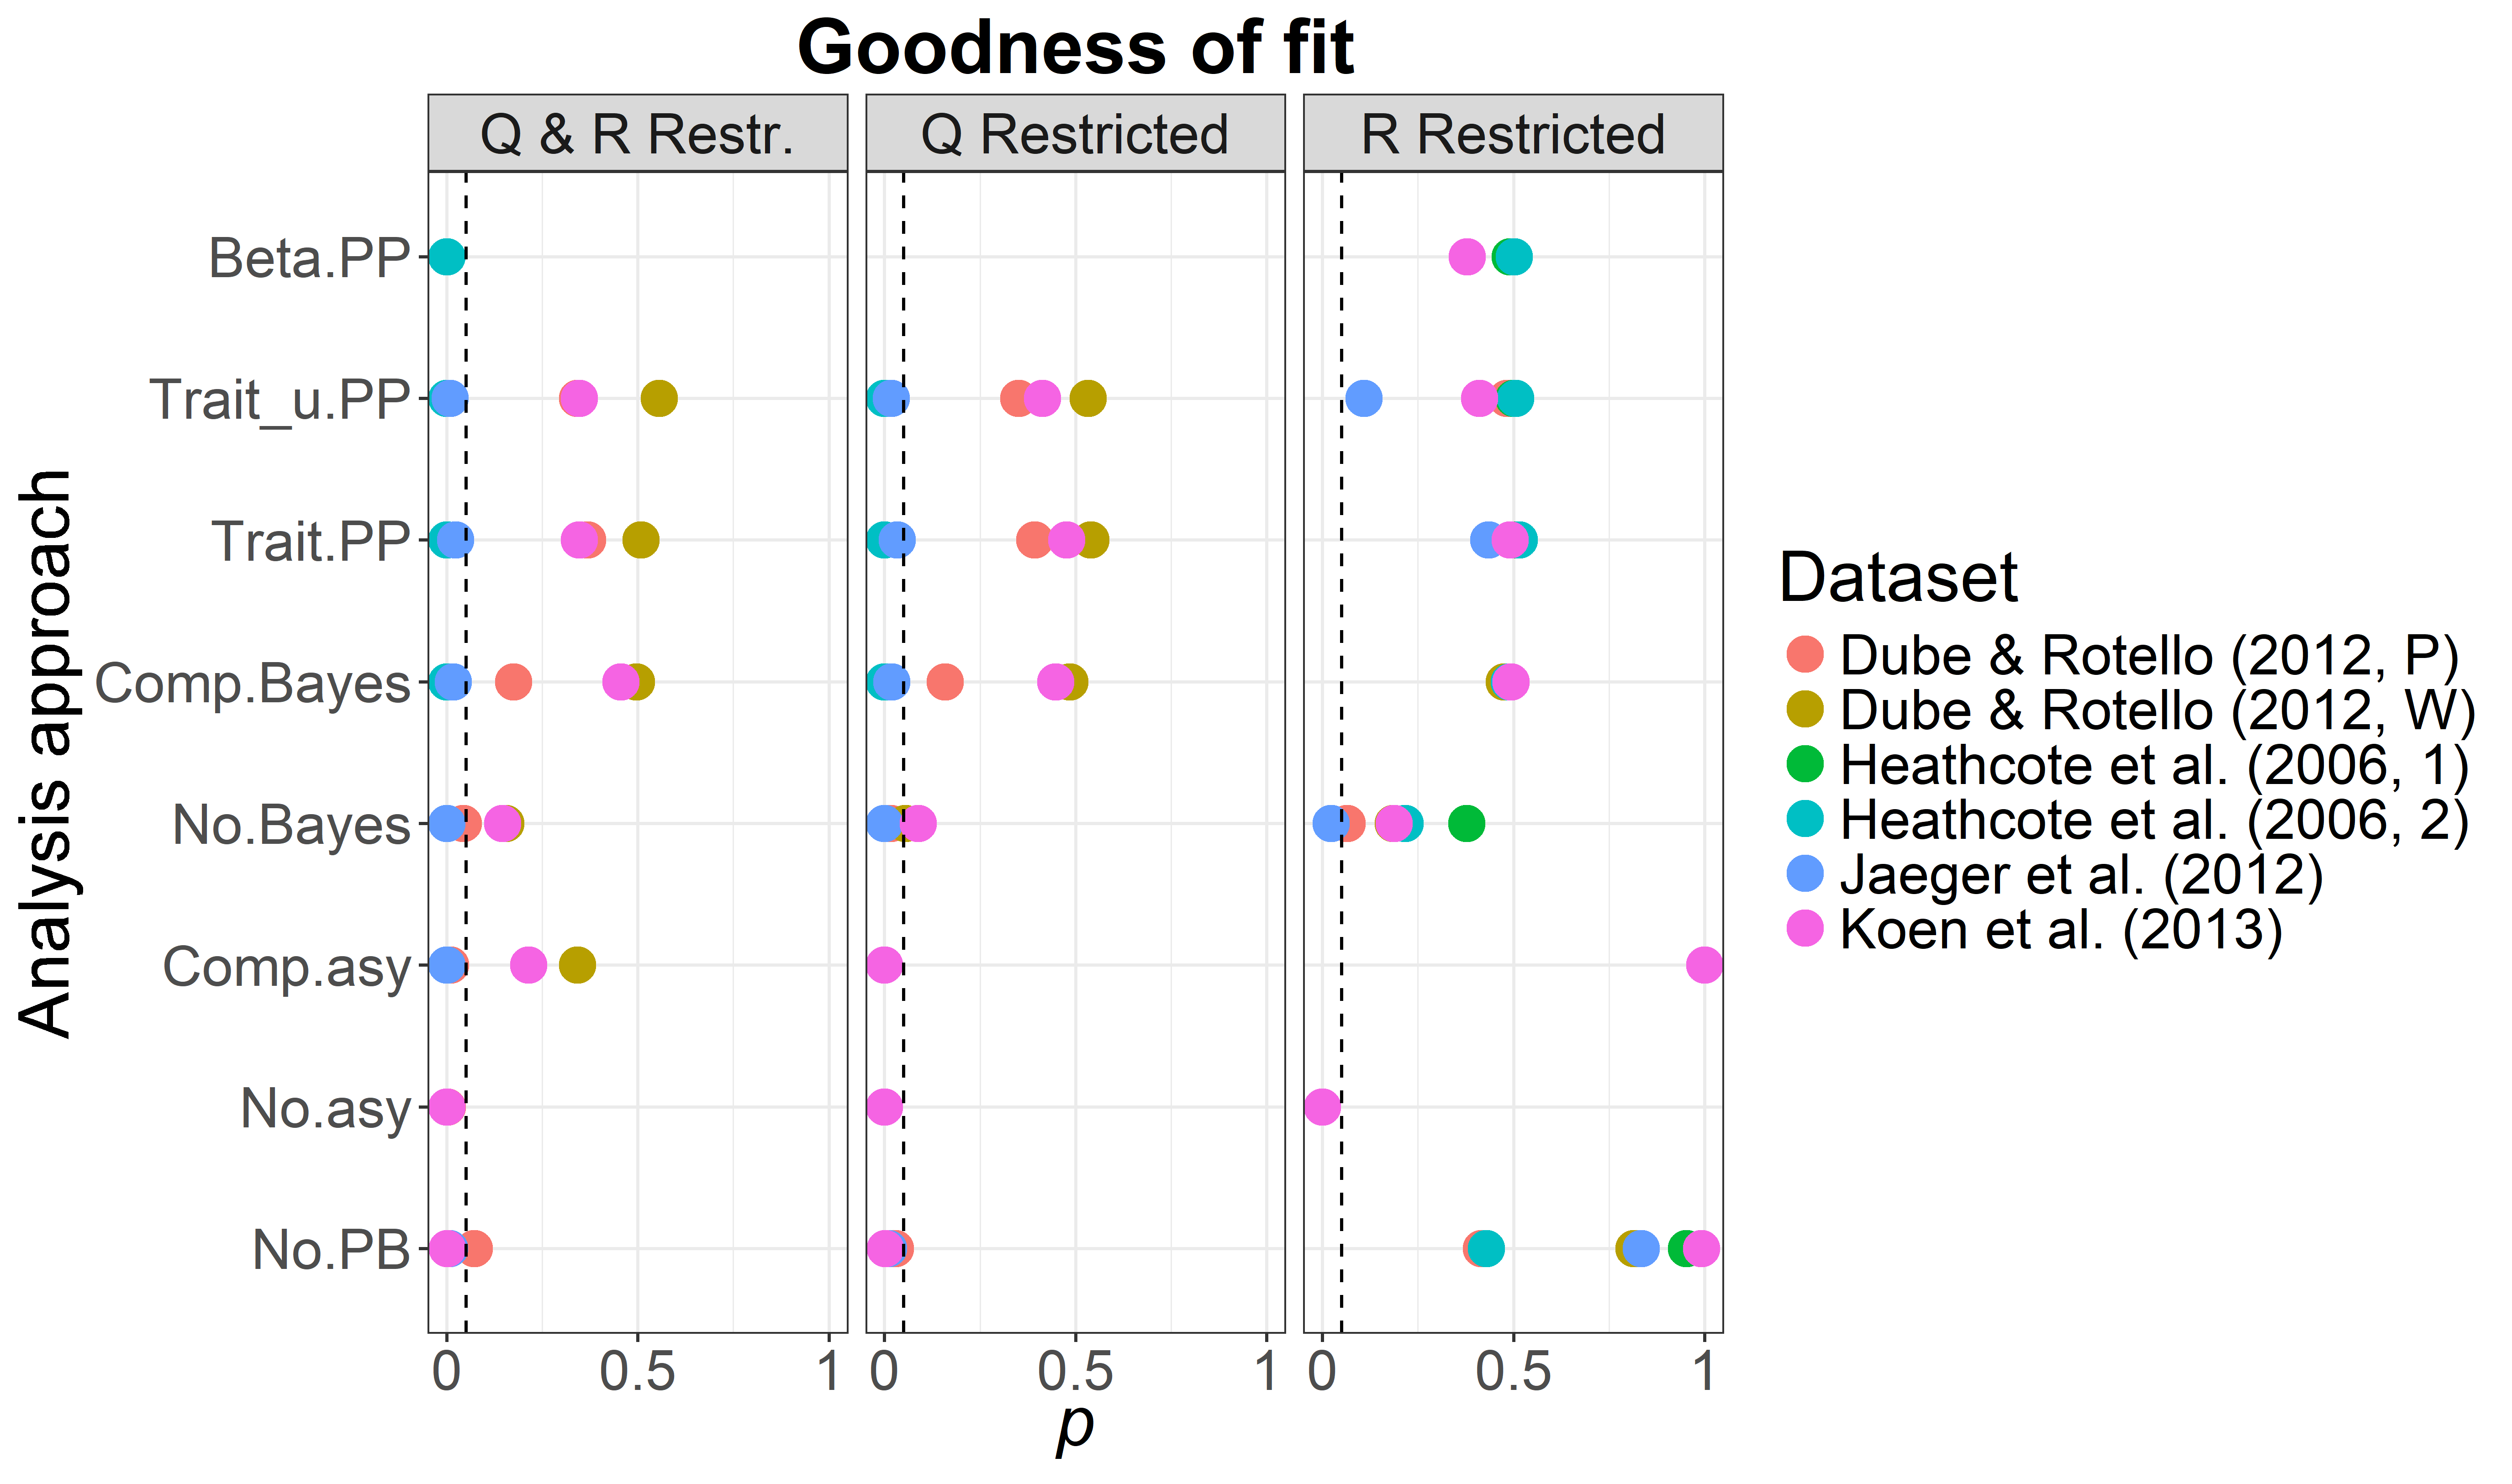 Goodness of fit
Q & R Restr.
Q Restricted
R Restricted
Analysis approach
Beta.PP
Trait_u.PP
Trait.PP
Comp.Bayes
No.Bayes
Comp.asy
No.asy
No.PB
0 0.5 1
0 0.5 1
0 0.5 1
p
Dataset
Dube & Rotello (2012, P)
Dube & Rotello (2012, W)
Heathcote et al. (2006, 1)
Heathcote et al. (2006, 2)
Jaeger et al. (2012)
Koen et al. (2013)